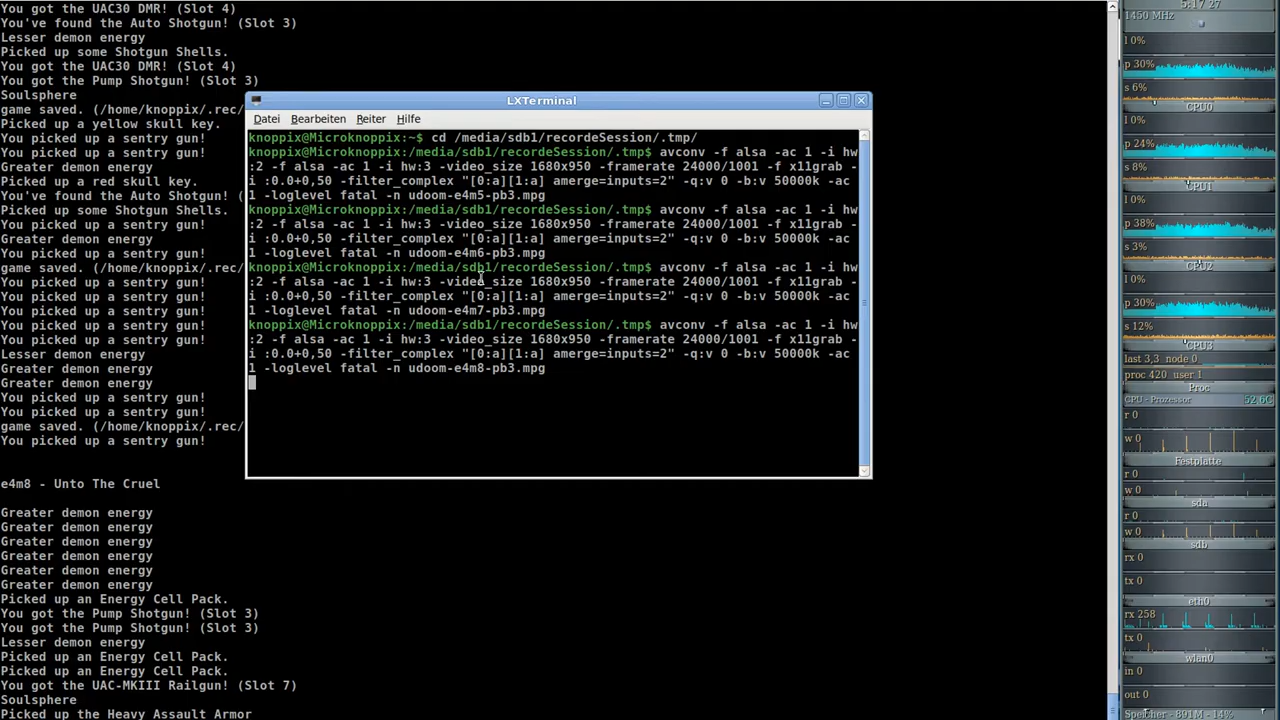 You got the UAC30 DMR! (Slot 4)
You've found the Auto Shotgun! (Slot 3)
Lesser demon energy
Picked up some Shotgun Shells.
You got the UAC30 DMR! (Slot 4)
You got the Pump Shotgun! (Slot 3)
Soulsphere
game saved. (/home/knoppix/.rec/
Picked up a yellow skull key.
You picked up a sentry gun!
You picked up a sentry gun!
Greater demon energy
Picked up a red skull key.
You've found the Auto Shotgun! (
Picked up some Shotgun Shells.
You picked up a sentry gun!
Greater demon energy
You picked up a sentry gun!
game saved. (/home/knoppix/.rec/
You picked up a sentry gun!
You picked up a sentry gun!
You picked up a sentry gun!
You picked up a sentry gun!
You picked up a sentry gun!
Lesser demon energy
Greater demon energy
Greater demon energy
You picked up a sentry gun!
You picked up a sentry gun!
game saved. (/home/knoppix/.rec/
You picked up a sentry gun!
e4m8 - Unto The Cruel
Greater demon energy
Greater demon energy
Greater demon energy
Greater demon energy
Greater demon energy
Greater demon energy
Picked up an Energy Cell Pack.
You got the Pump Shotgun! (Slot 3)
You got the Pump Shotgun! (Slot 3)
Lesser demon energy
Picked up an Energy Cell Pack.
Picked up an Energy Cell Pack.
You got the UAC-MKIII Railgun! (Slot 7)
Soulsphere
Picked up the Heavy Assault Armor
LXTerminal
Datei Bearbeiten Reiter Hilfe
knoppix@Microknoppix:~$ cd /media/sdb1/recordeSession/.tmp/
knoppix@Microknoppix:/media/sdb1/recordeSession/.tmp$ avconv -f alsa -ac 1 -i hw
:2 -f alsa -ac 1 -i hw:3 -video_size 1680x950 -framerate 24000/1001 -f x11grab -
i :0.0+0,50 -filter_complex "[0:a][1:a] amerge=inputs=2" -q:v 0 -b:v 50000k -ac
1 -loglevel fatal -n udoom-e4m5-pb3.mpg
knoppix@Microknoppix:/media/sdb1/recordeSession/.tmp$ avconv -f alsa -ac 1 -i hw
:2 -f alsa -ac 1 -i hw:3 -video_size 1680x950 -framerate 24000/1001 -f x11grab -
i :0.0+0,50 -filter_complex "[0:a][1:a] amerge=inputs=2" -q:v 0 -b:v 50000k -ac
1 -loglevel fatal -n udoom-e4m6-pb3.mpg
knoppix@Microknoppix:/media/sdb1/recordeSession/.tmp$ avconv -f alsa -ac 1 -i hw
:2 -f alsa -ac 1 -i hw:3 -video_size 1680x950 -framerate 24000/1001 -f x11grab -
i :0.0+0,50 -filter_complex "[0:a][1:a] amerge=inputs=2" -q:v 0 -b:v 50000k -ac
1 -loglevel fatal -n udoom-e4m7-pb3.mpg
knoppix@Microknoppix:/media/sdb1/recordeSession/.tmp$ avconv -f alsa -ac 1 -i hw
:2 -f alsa -ac 1 -i hw:3 -video_size 1680x950 -framerate 24000/1001 -f x11grab -
i :0.0+0,50 -filter_complex "[0:a][1:a] amerge=inputs=2" -q:v 0 -b:v 50000k -ac
1 -loglevel fatal -n udoom-e4m8-pb3.mpg
5:17 27
1450 MHz
l 0%
p 30%
s 6%
CPU0
l 0%
p 24%
s 8%
CPU1
l 0%
p 38%
s 3%
CPU2
l 0%
p 30%
s 12%
CPU3
last 3,3 node 0
proc 420 user 1
Proc
CPU - Prozessor 52,6C
r 0
w 0
Festplatte
r 0
w 0
sda
r 0
w 0
sdb
rx 0
tx 0
eth0
rx 258
tx 0
wlan0
in 0
out 0
Speicher - 891M - 14%